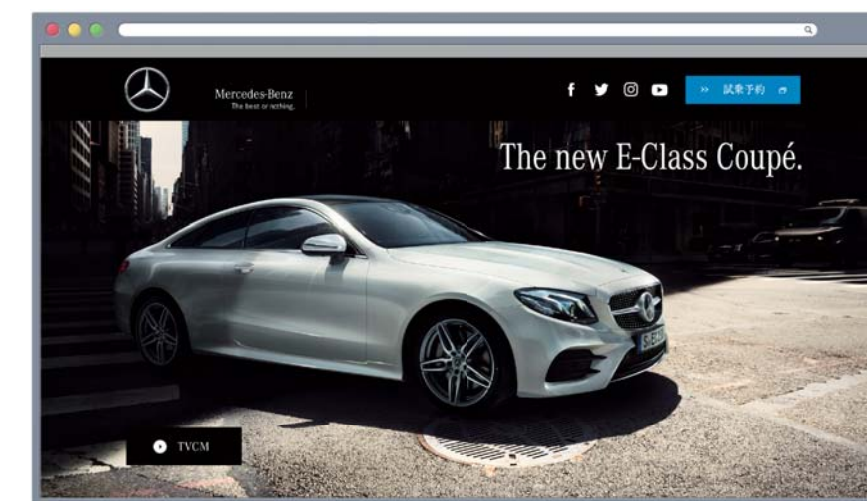 Mercedes-Benz
The best or nothing.
試乗予約
The new E-Class Coupé.
TVCM